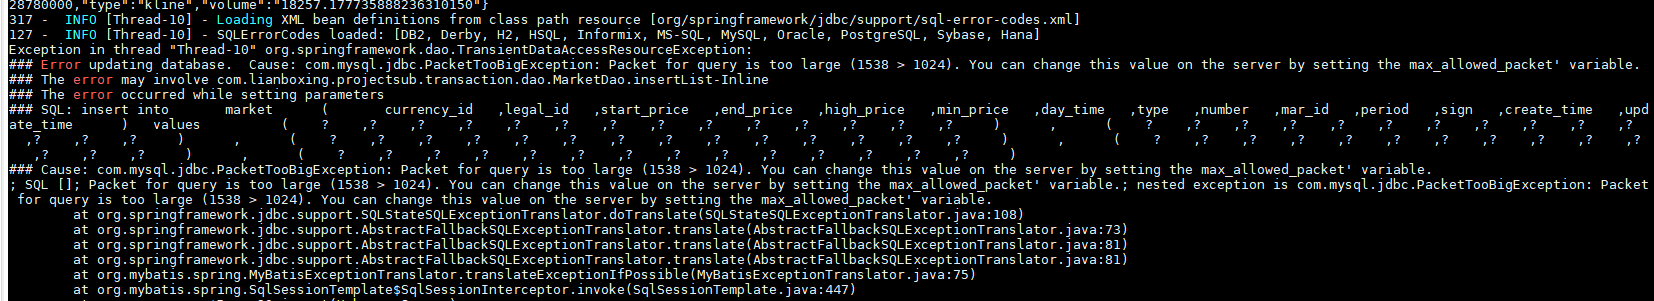 28780000,"type":"kline","volume":"18257.177735888236310150"}
317 -  INFO [Thread-10] - Loading XML bean definitions from class path resource [org/springframework/jdbc/support/sql-error-codes.xml]
127 -  INFO [Thread-10] - SQLErrorCodes loaded: [DB2, Derby, H2, HSQL, Informix, MS-SQL, MySQL, Oracle, PostgreSQL, Sybase, Hana]
Exception in thread "Thread-10" org.springframework.dao.TransientDataAccessResourceException:
### Error updating database.  Cause: com.mysql.jdbc.PacketTooBigException: Packet for query is too large (1538 > 1024). You can change this value on the server by setting the max_allowed_packet' variable.
### The error may involve com.lianboxing.projectsub.transaction.dao.MarketDao.insertList-Inline
### The error occurred while setting parameters
### SQL: insert into       market      (       currency_id   ,legal_id   ,start_price   ,end_price   ,high_price   ,min_price   ,day_time   ,type   ,number   ,mar_id   ,period   ,sign   ,create_time   ,upd
ate_time      )   values          (    ?    ,?    ,?    ,?    ,?    ,?    ,?    ,?    ,?    ,?    ,?    ,?    ,?    ,?     )      ,      (    ?    ,?    ,?    ,?    ,?    ,?    ,?    ,?    ,?    ,?    ,?
  ,?    ,?    ,?     )      ,      (    ?    ,?    ,?    ,?    ,?    ,?    ,?    ,?    ,?    ,?    ,?    ,?    ,?    ,?     )      ,      (    ?    ,?    ,?    ,?    ,?    ,?    ,?    ,?    ,?    ,?    ,?
   ,?    ,?    ,?     )      ,      (    ?    ,?    ,?    ,?    ,?    ,?    ,?    ,?    ,?    ,?    ,?    ,?    ,?    ,?     )
### Cause: com.mysql.jdbc.PacketTooBigException: Packet for query is too large (1538 > 1024). You can change this value on the server by setting the max_allowed_packet' variable.
; SQL []; Packet for query is too large (1538 > 1024). You can change this value on the server by setting the max_allowed_packet' variable.; nested exception is com.mysql.jdbc.PacketTooBigException: Packet
 for query is too large (1538 > 1024). You can change this value on the server by setting the max_allowed_packet' variable.
        at org.springframework.jdbc.support.SQLStateSQLExceptionTranslator.doTranslate(SQLStateSQLExceptionTranslator.java:108)
        at org.springframework.jdbc.support.AbstractFallbackSQLExceptionTranslator.translate(AbstractFallbackSQLExceptionTranslator.java:73)
        at org.springframework.jdbc.support.AbstractFallbackSQLExceptionTranslator.translate(AbstractFallbackSQLExceptionTranslator.java:81)
        at org.springframework.jdbc.support.AbstractFallbackSQLExceptionTranslator.translate(AbstractFallbackSQLExceptionTranslator.java:81)
        at org.mybatis.spring.MyBatisExceptionTranslator.translateExceptionIfPossible(MyBatisExceptionTranslator.java:75)
        at org.mybatis.spring.SqlSessionTemplate$SqlSessionInterceptor.invoke(SqlSessionTemplate.java:447)